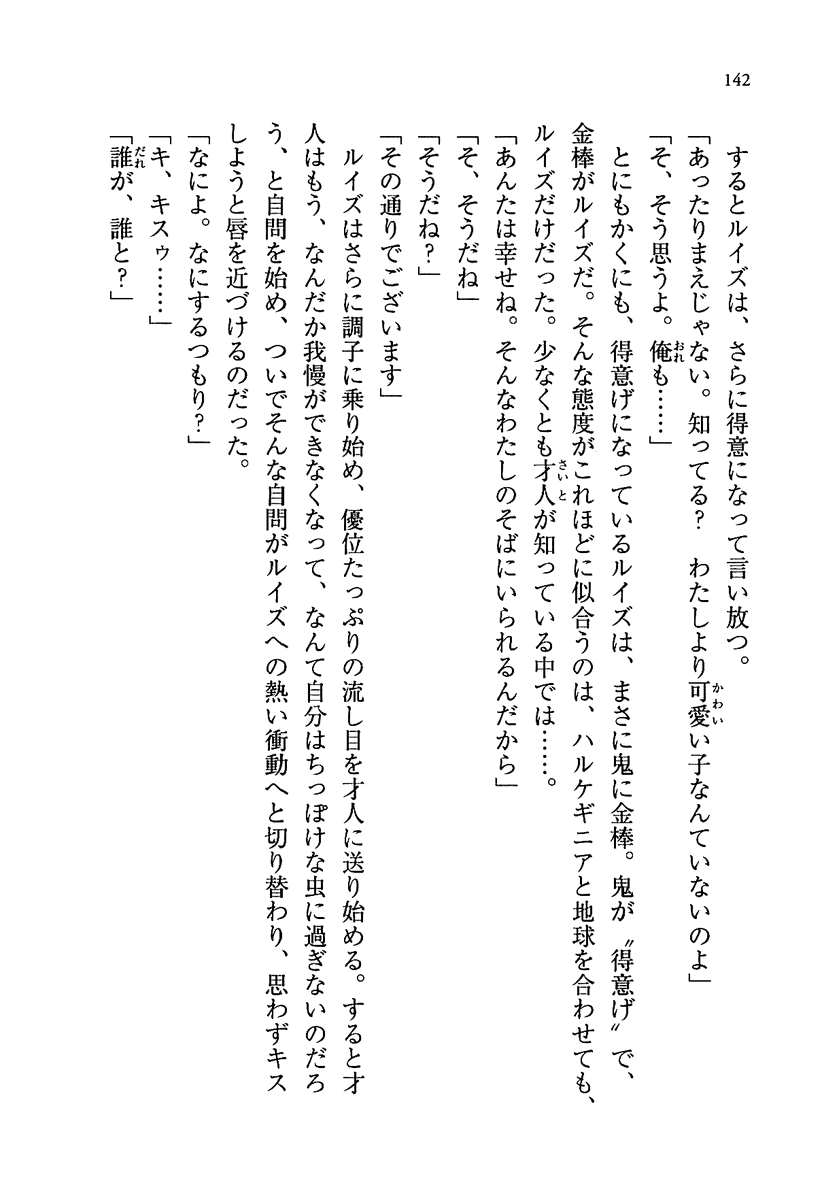 142
するとルイズは、さらに得意になって言い放つ。
「あったりまえじゃない。知ってる？　わたしより可愛い子なんていないのよ」
「そ、そう思うよ。俺も……」
とにもかくにも、得意げになっているルイズは、まさに鬼に金棒。鬼が〝得意げ〟で、
金棒がルイズだ。そんな態度がこれほどに似合うのは、ハルケギニアと地球を合わせても、
ルイズだけだった。少なくとも才人が知っている中では……。
「あんたは幸せね。そんなわたしのそばにいられるんだから」
「そ、そうだね」
「そうだね？」
「その通りでございます」
ルイズはさらに調子に乗り始め、優位たっぷりの流し目を才人に送り始める。すると才
人はもう、なんだか我慢ができなくなって、なんて自分はちっぽけな虫に過ぎないのだろ
う、と自問を始め、ついでそんな自問がルイズへの熱い衝動へと切り替わり、思わずキス
しようと唇を近づけるのだった。
「なによ。なにするつもり？」
「キ、キスゥ……」
「誰が、誰と？」